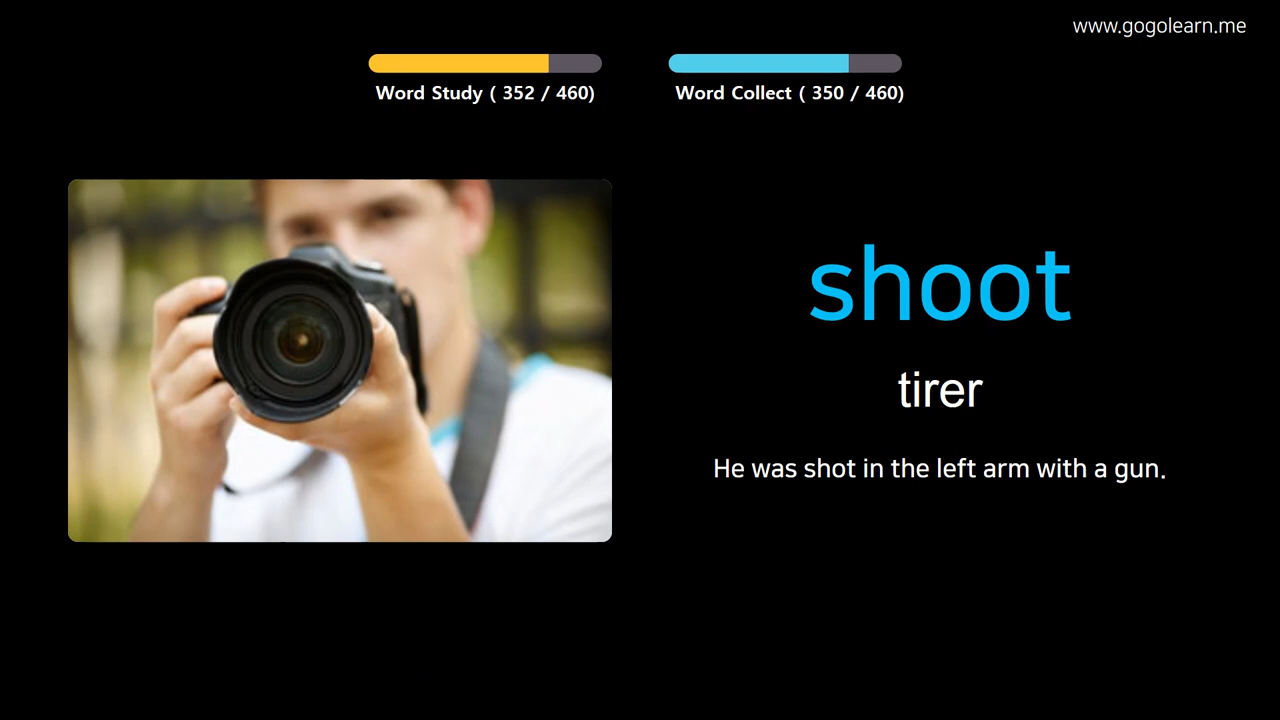 www.gogolearn.me
Word Study ( 352 / 460)
Word Collect ( 350 / 460)
shoot
tirer
He was shot in the left arm with a gun.